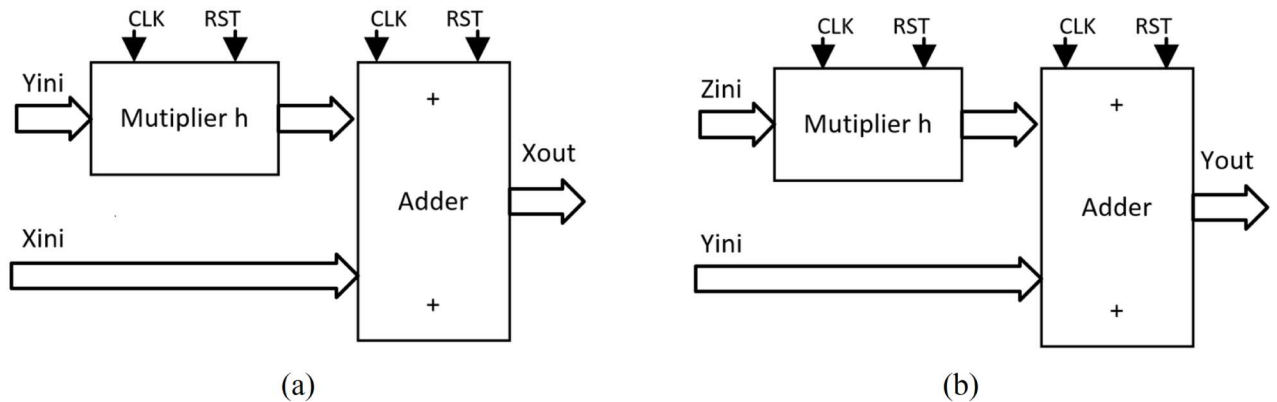 CLK RST CLK RST
Yini
Mutiplier h
+
Adder
+
Xout
Xini
(a)
CLK RST CLK RST
Zini
Mutiplier h
+
Adder
+
Yout
Yini
(b)